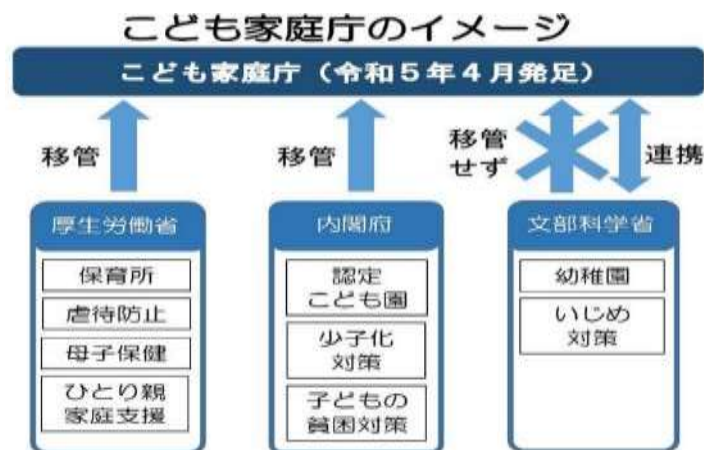 こども家庭庁のイメージ
こども家庭庁（令和５年４月発足）
移管
移管
移管
せず
連携
厚生労働省
保育所
虐待防止
母子保健
ひとり親
家庭支援
内閣府
認定
こども園
少子化
対策
子どもの
貧困対策
文部科学省
幼稚園
いじめ
対策